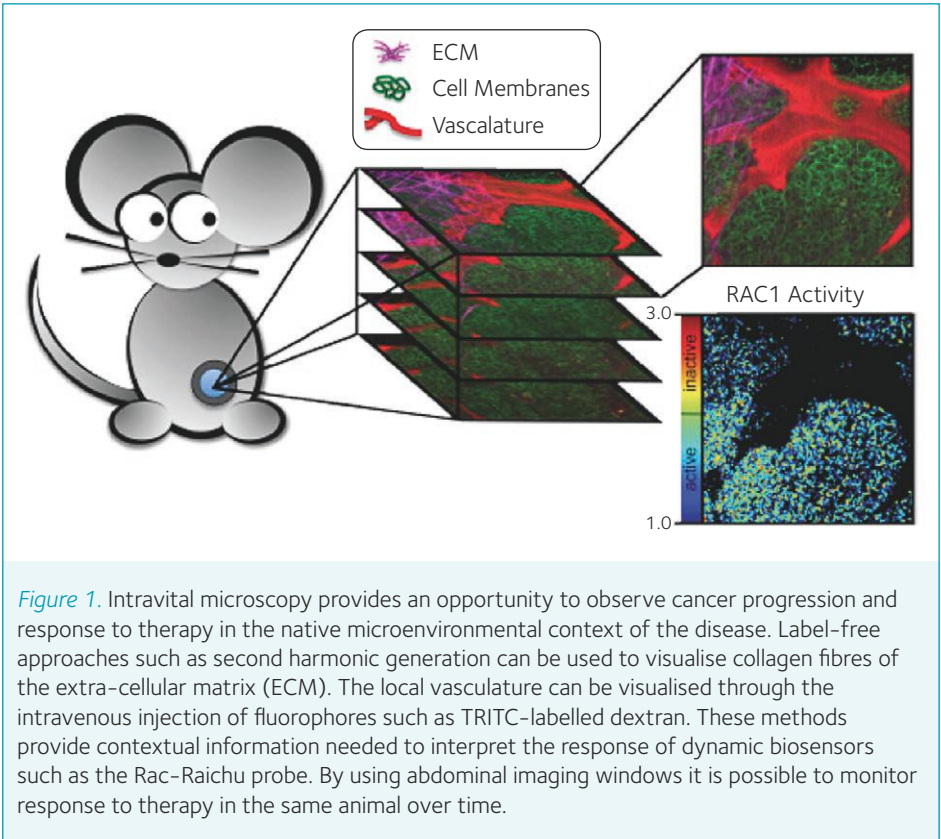 ECM
Cell Membranes
Vascalature
RAC1 Activity
3.0
inactive
active
1.0
Figure 1. Intravital microscopy provides an opportunity to observe cancer progression and
response to therapy in the native microenvironmental context of the disease. Label-free
approaches such as second harmonic generation can be used to visualise collagen fibres of
the extra-cellular matrix (ECM). The local vasculature can be visualised through the
intravenous injection of fluorophores such as TRITC-labelled dextran. These methods
provide contextual information needed to interpret the response of dynamic biosensors
such as the Rac-Raichu probe. By using abdominal imaging windows it is possible to monitor
response to therapy in the same animal over time.